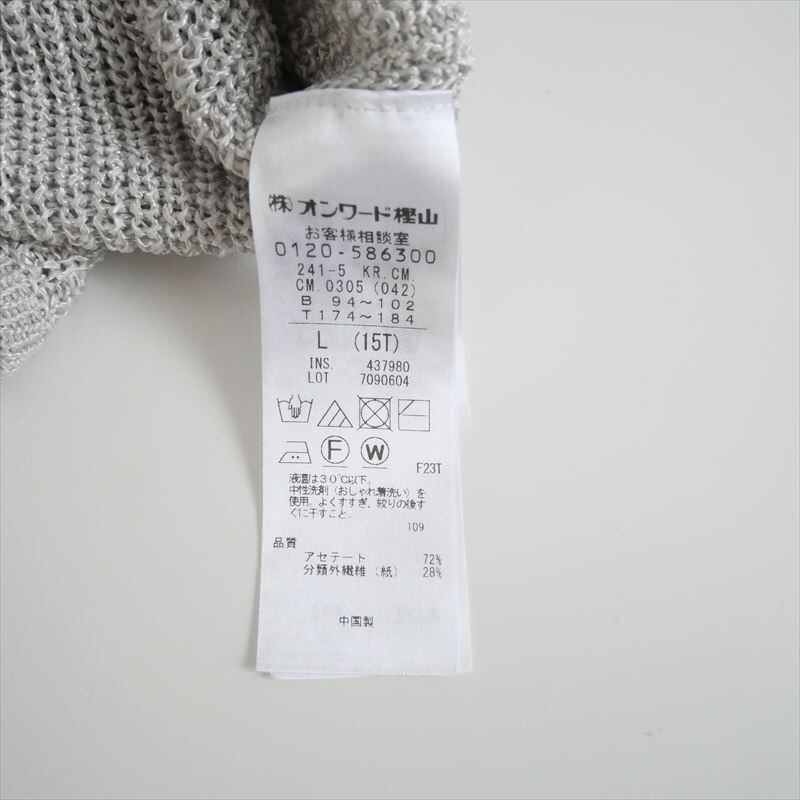 ㈱オンワード樫山
お客様相談室
0120-586300
241-5 KR.CM.
CM.0305 (042)
B 94～102
T174～184
L (15T)
INS. 437980
LOT 7090604
F W
F23T
液温は30℃以下。
中性洗剤（おしゃれ着洗い）を
使用。よくすすぎ、絞りの後す
ぐに干すこと。
109
品質
アセテート 72%
分類外繊維（紙） 28%
中国製